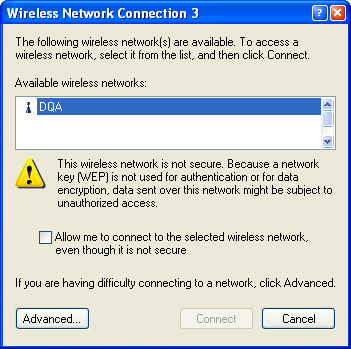 Wireless Network Connection 3
The following wireless network(s) are available. To access a
wireless network, select it from the list, and then click Connect.
Available wireless networks:
DQA
This wireless network is not secure. Because a network
key (WEP) is not used for authentication or for data
encryption, data sent over this network might be subject to
unauthorized access.
Allow me to connect to the selected wireless network,
even though it is not secure
If you are having difficulty connecting to a network, click Advanced.
Advanced... Connect Cancel